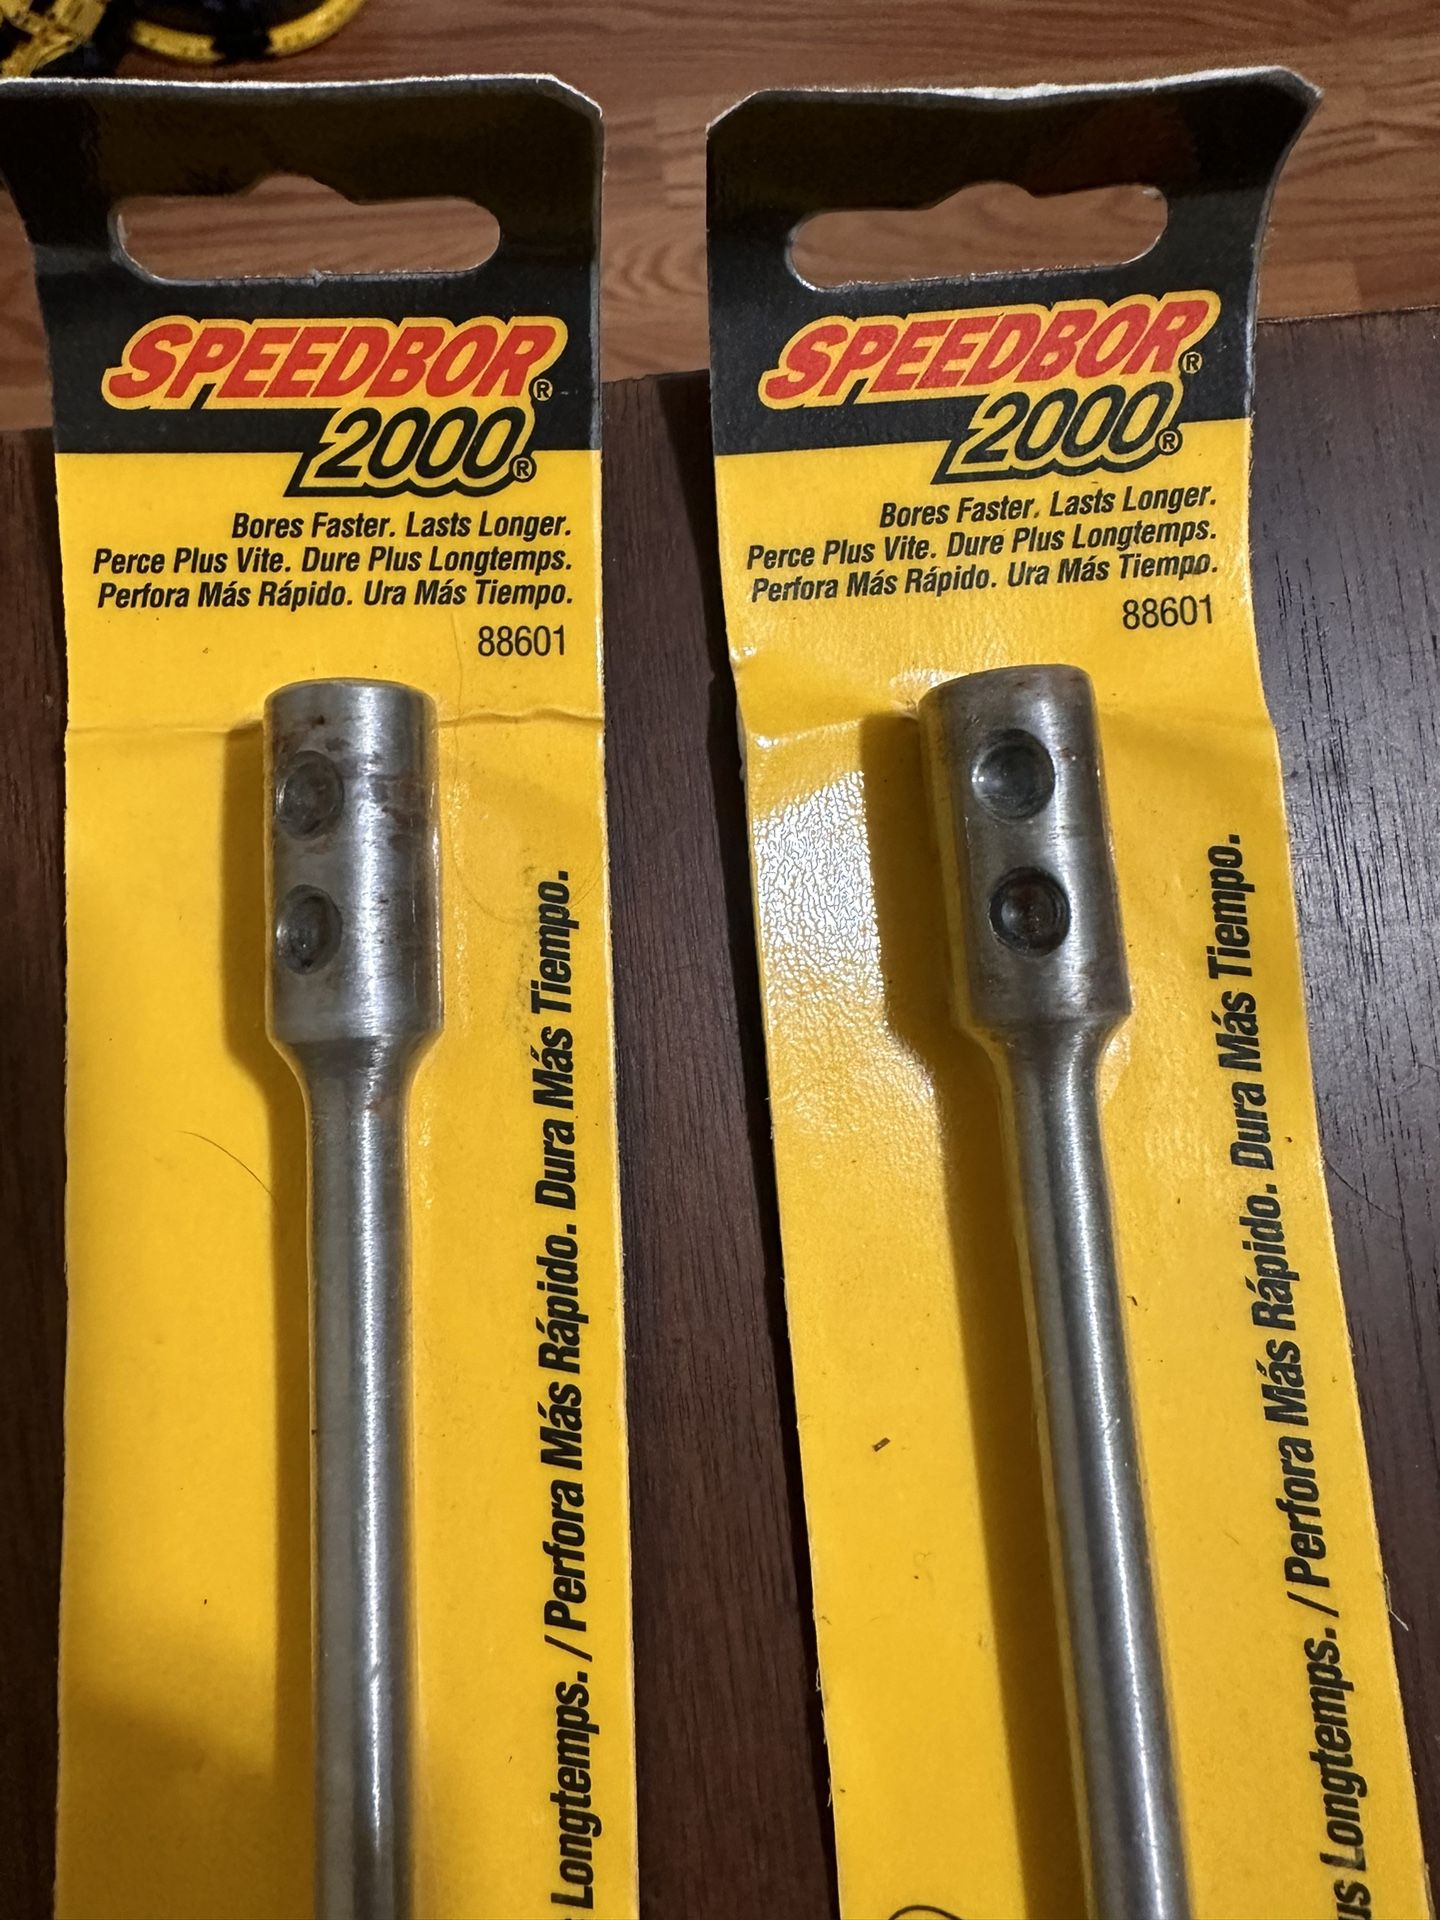 SPEEDBOR®
2000®
Bores Faster. Lasts Longer.
Perce Plus Vite. Dure Plus Longtemps.
Perfora Más Rápido. Ura Más Tiempo.
88601
Longtemps. / Perfora Más Rápido. Dura Más Tiempo.
SPEEDBOR®
2000®
Bores Faster. Lasts Longer.
Perce Plus Vite. Dure Plus Longtemps.
Perfora Más Rápido. Ura Más Tiempo.
88601
Longtemps. / Perfora Más Rápido. Dura Más Tiempo.